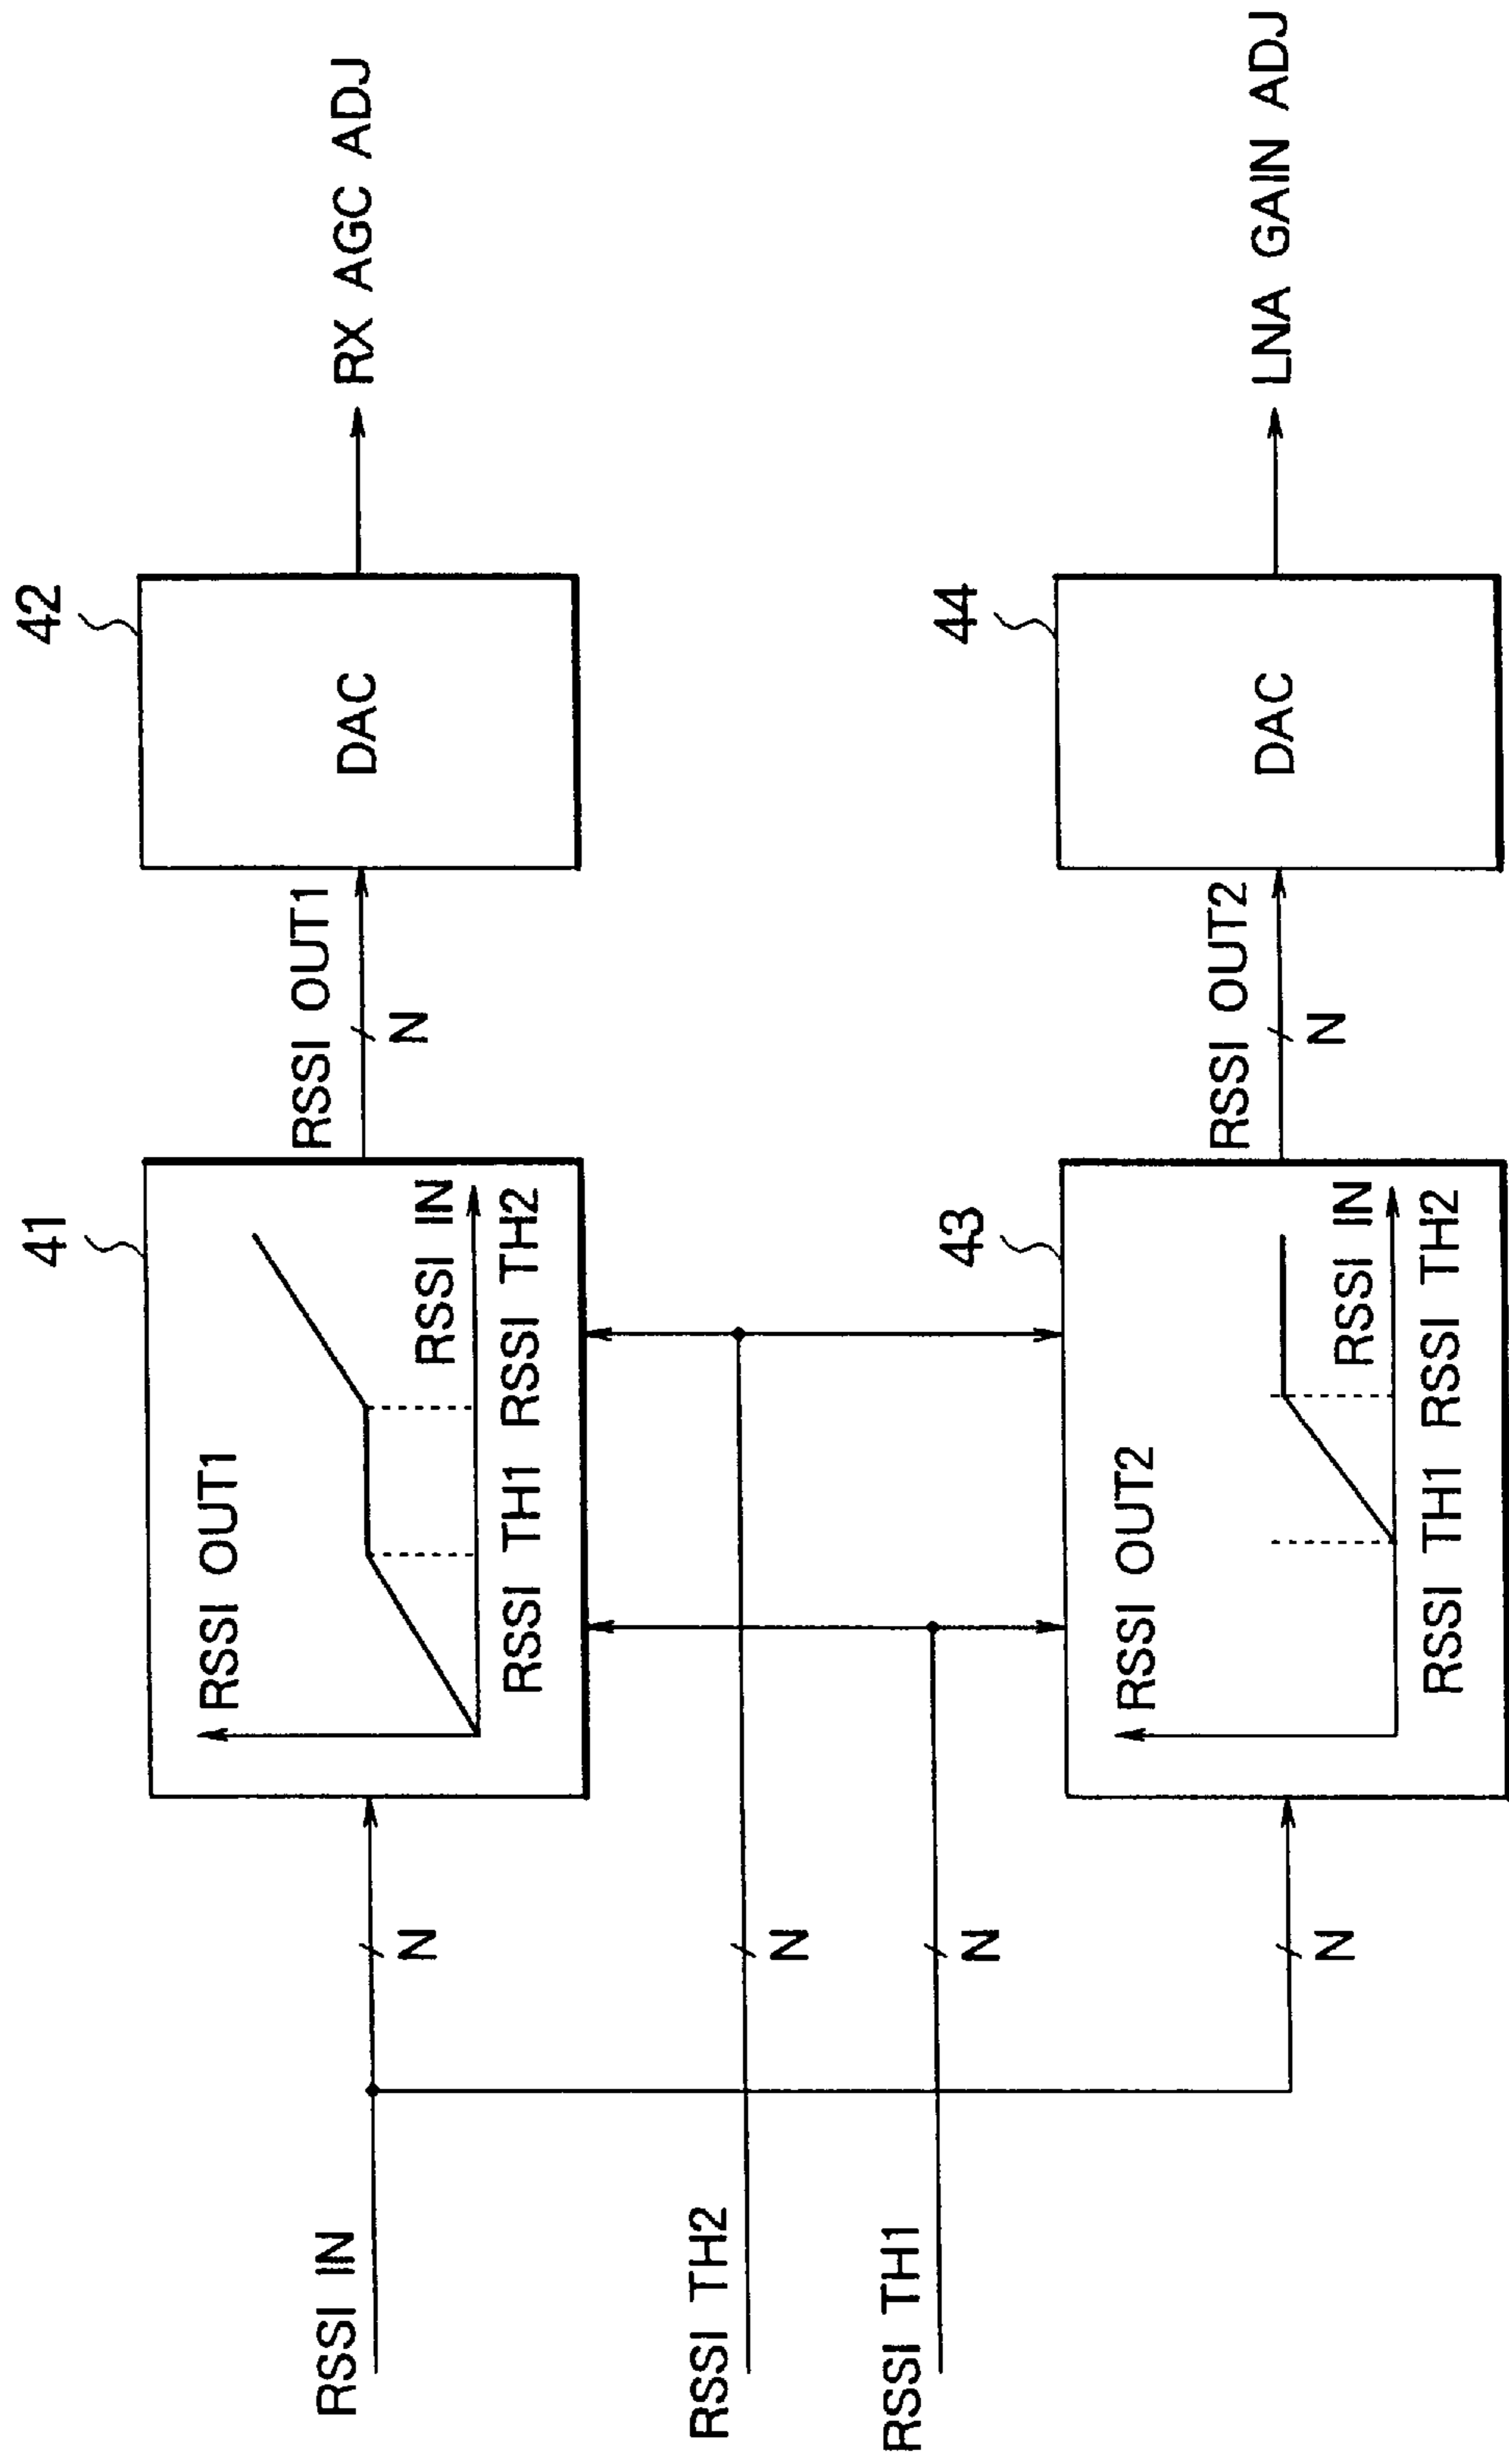 RSSI IN
RSSI TH2
RSSI TH1
N
N
N
N
41
RSSI OUT1
RSSI IN
RSSI TH1 RSSI TH2
43
RSSI OUT2
RSSI IN
RSSI TH1 RSSI TH2
RSSI OUT1
N
RSSI OUT2
N
42
DAC
44
DAC
RX AGC ADJ
LNA GAIN ADJ